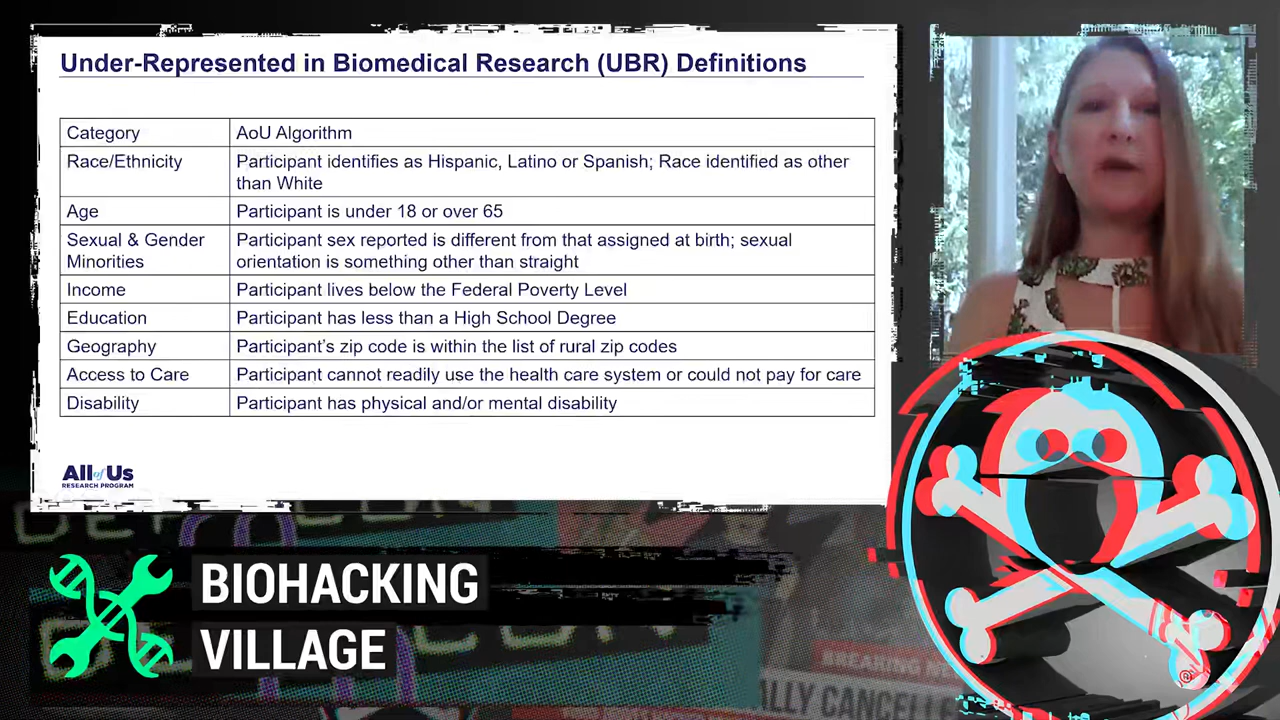 Under-Represented in Biomedical Research (UBR) Definitions
Category
AoU Algorithm
Race/Ethnicity
Participant identifies as Hispanic, Latino or Spanish; Race identified as other
than White
Age
Participant is under 18 or over 65
Sexual & Gender
Minorities
Participant sex reported is different from that assigned at birth; sexual
orientation is something other than straight
Income
Participant lives below the Federal Poverty Level
Education
Participant has less than a High School Degree
Geography
Participant's zip code is within the list of rural zip codes
Access to Care
Participant cannot readily use the health care system or could not pay for care
Disability
Participant has physical and/or mental disability
All of Us
RESEARCH PROGRAM
BIOHACKING
VILLAGE
BREAKING
CANCELLE
®